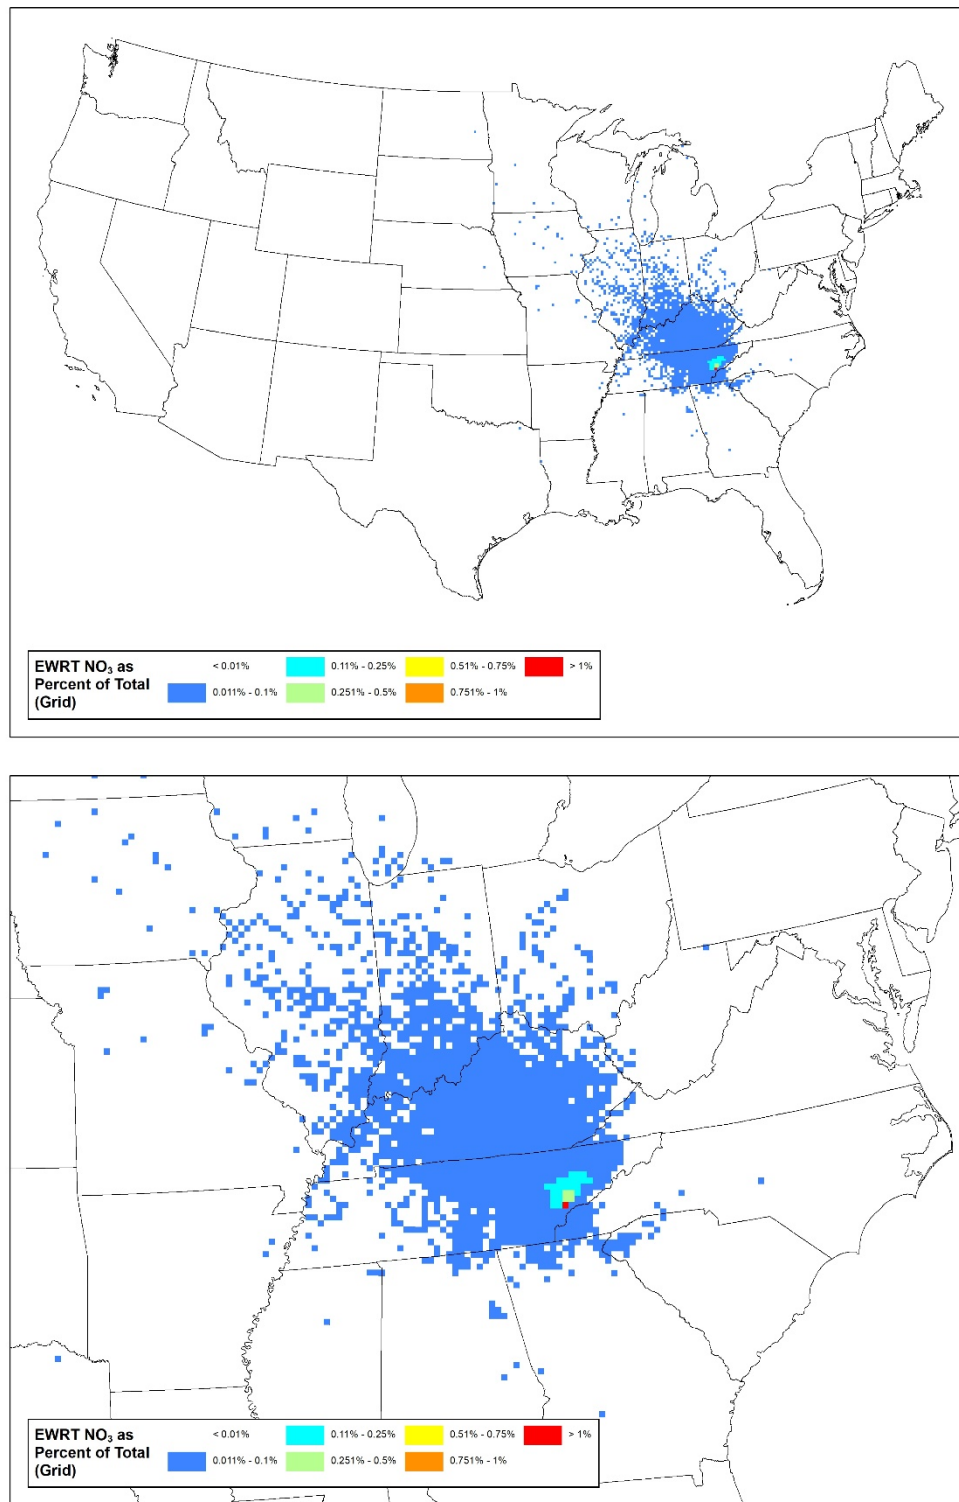 EWRT NO₃ as
Percent of Total
(Grid)
< 0.01%
0.11% - 0.25%
0.51% - 0.75%
> 1%
0.011% - 0.1%
0.251% - 0.5%
0.751% - 1%
EWRT NO₃ as
Percent of Total
(Grid)
< 0.01%
0.11% - 0.25%
0.51% - 0.75%
> 1%
0.011% - 0.1%
0.251% - 0.5%
0.751% - 1%